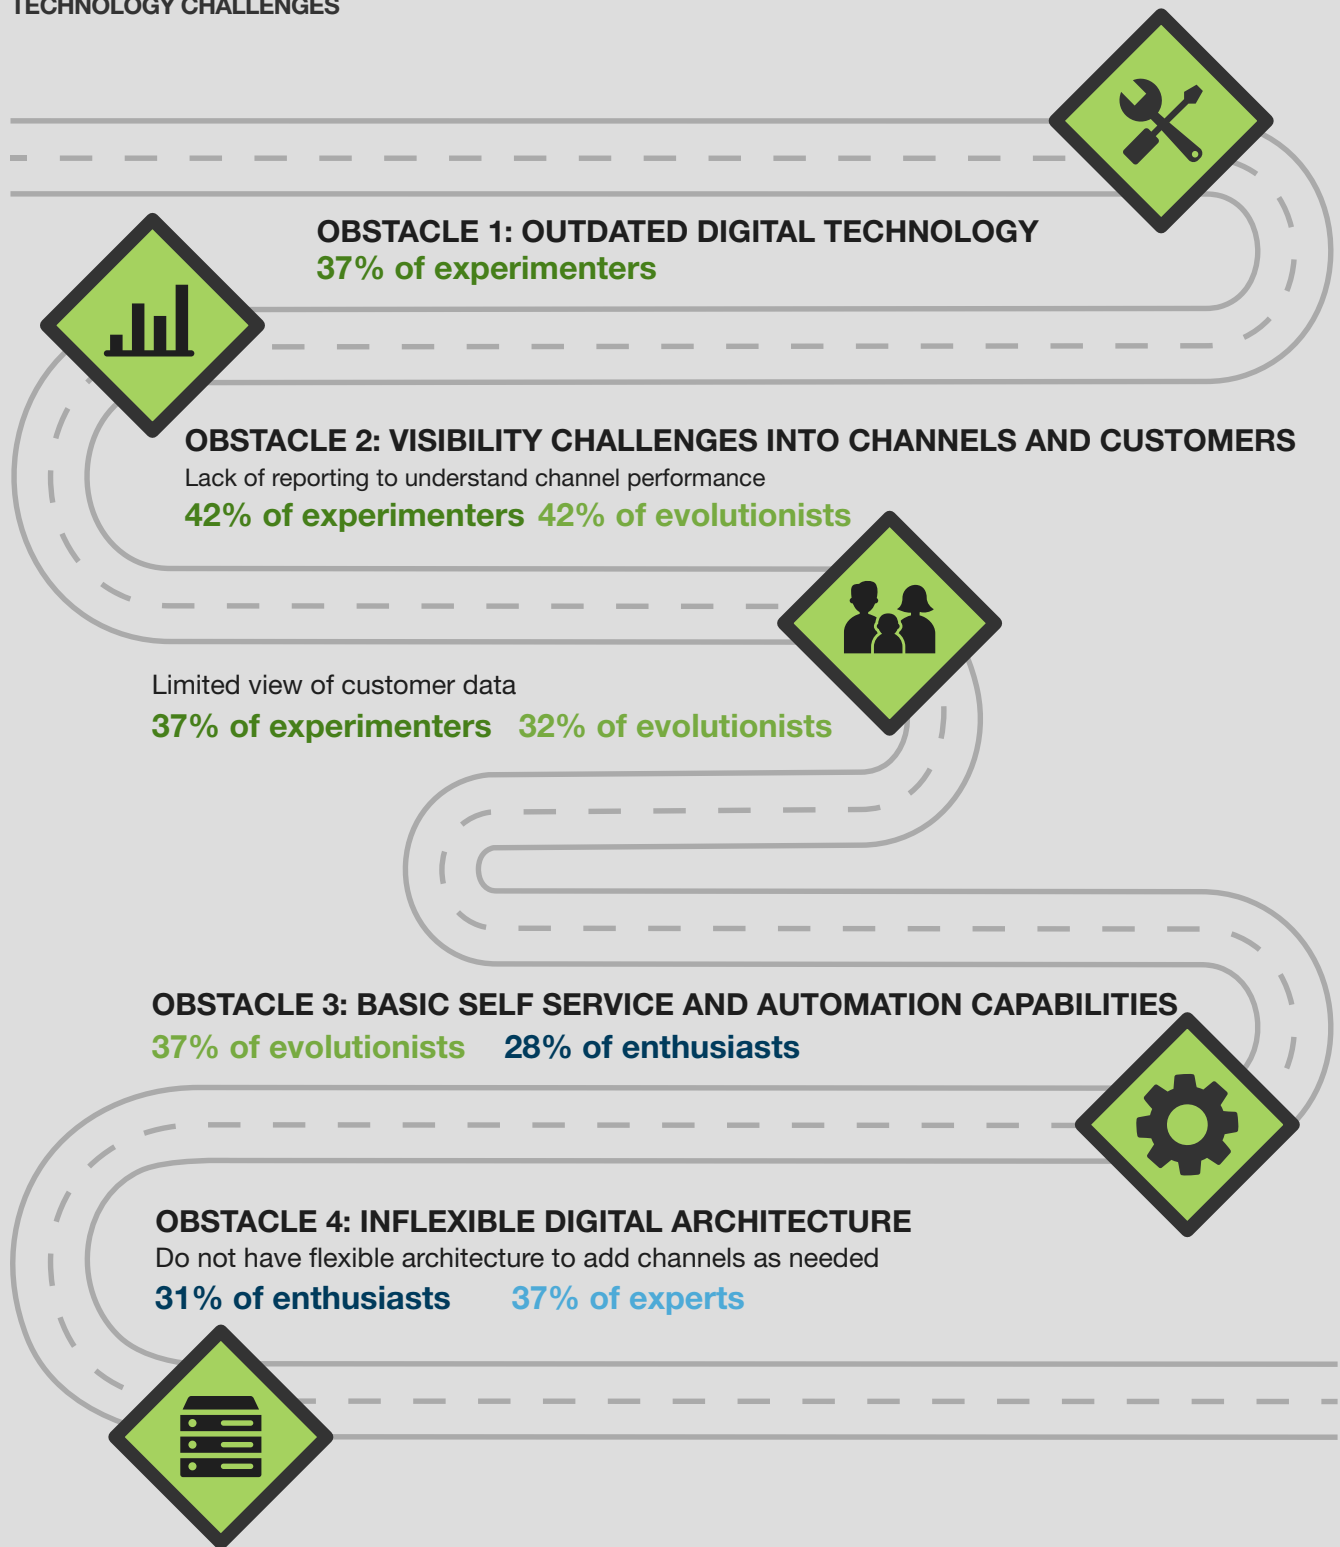 TECHNOLOGY CHALLENGES
OBSTACLE 1: OUTDATED DIGITAL TECHNOLOGY
37% of experimenters
OBSTACLE 2: VISIBILITY CHALLENGES INTO CHANNELS AND CUSTOMERS
Lack of reporting to understand channel performance
42% of experimenters 42% of evolutionists
Limited view of customer data
37% of experimenters 32% of evolutionists
OBSTACLE 3: BASIC SELF SERVICE AND AUTOMATION CAPABILITIES
37% of evolutionists 28% of enthusiasts
OBSTACLE 4: INFLEXIBLE DIGITAL ARCHITECTURE
Do not have flexible architecture to add channels as needed
31% of enthusiasts 37% of experts